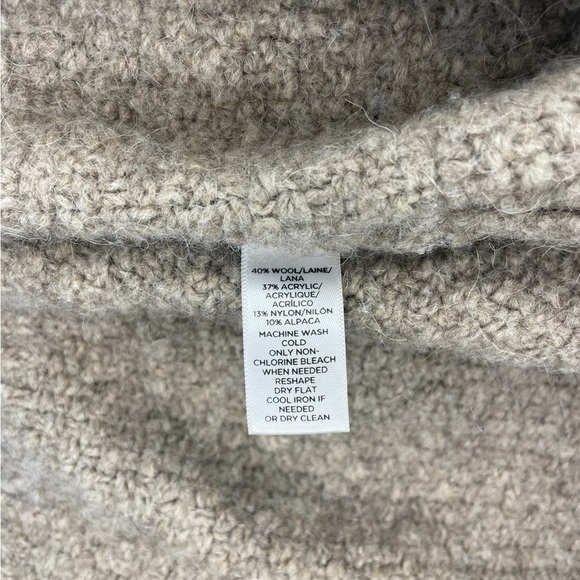 40% WOOL/LAINE/
LANA
37% ACRYLIC/
ACRYLIQUE/
ACRÍLICO
13% NYLON/NILÓN
10% ALPACA
MACHINE WASH
COLD
ONLY NON-
CHLORINE BLEACH
WHEN NEEDED
RESHAPE
DRY FLAT
COOL IRON IF
NEEDED
OR DRY CLEAN